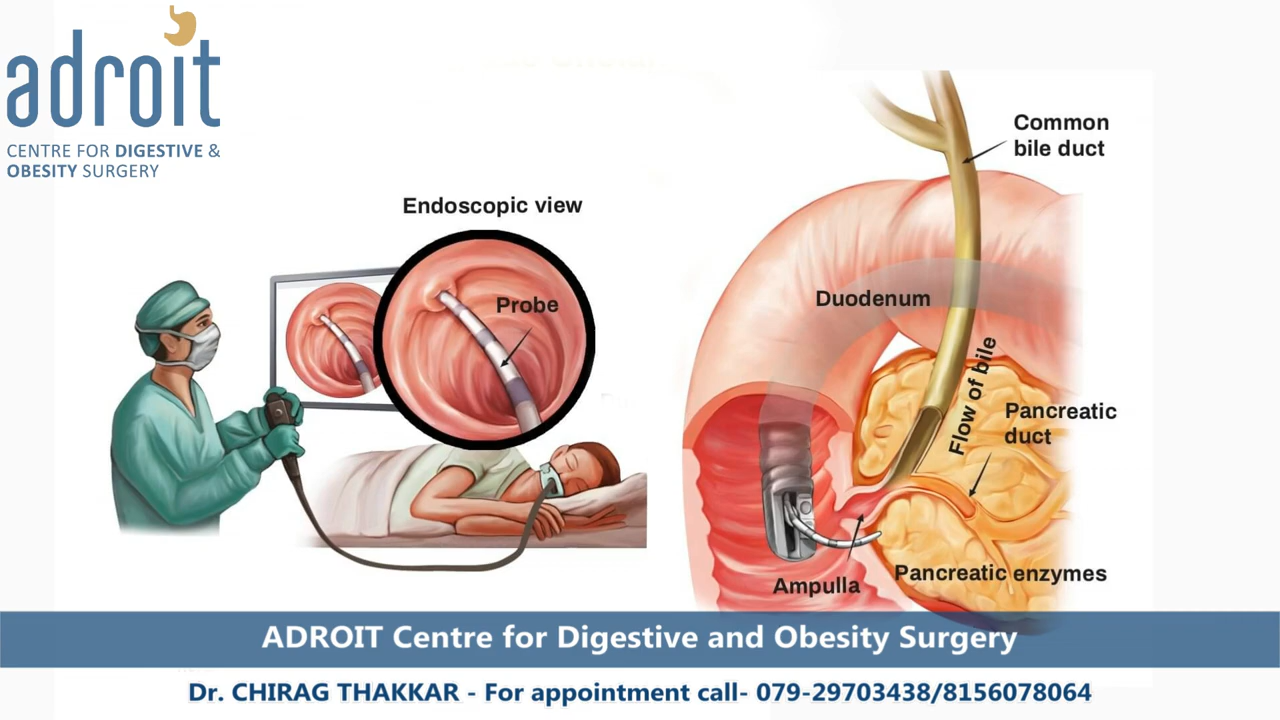 adroit
CENTRE FOR DIGESTIVE &
OBESITY SURGERY
Endoscopic view
Probe
Common
bile duct
Duodenum
Flow of bile
Pancreatic
duct
Ampulla
Pancreatic enzymes
ADROIT Centre for Digestive and Obesity Surgery
Dr. CHIRAG THAKKAR - For appointment call- 079-29703438/8156078064